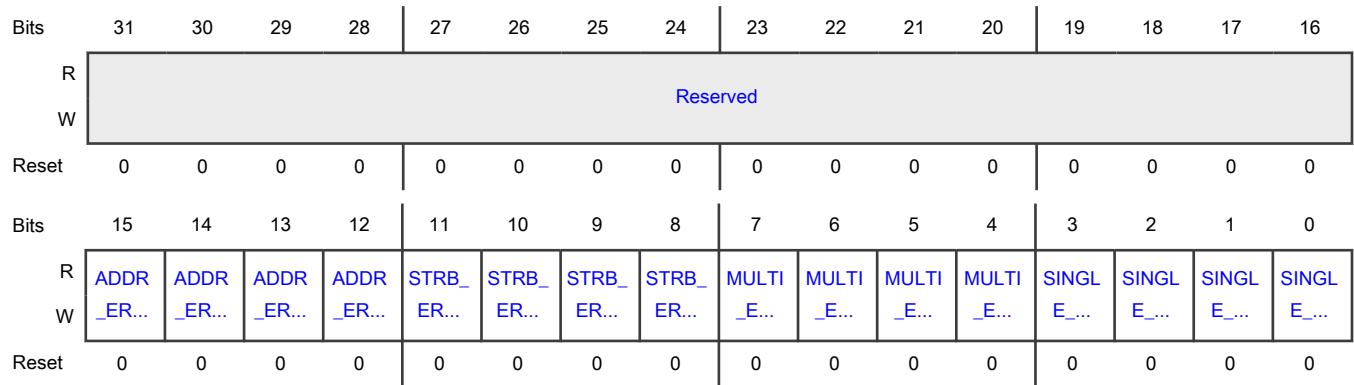 Bits 31 30 29 28 27 26 25 24 23 22 21 20 19 18 17 16
R
Reserved
W
Reset 0 0 0 0 0 0 0 0 0 0 0 0 0 0 0 0
Bits 15 14 13 12 11 10 9 8 7 6 5 4 3 2 1 0
R ADDR ADDR ADDR ADDR STRB_ STRB_ STRB_ STRB_ MULTI MULTI MULTI MULTI SINGL SINGL SINGL SINGL
W _ER... _ER... _ER... _ER... ER... ER... ER... ER... _E... _E... _E... _E... E_... E_... E_... E_...
Reset 0 0 0 0 0 0 0 0 0 0 0 0 0 0 0 0